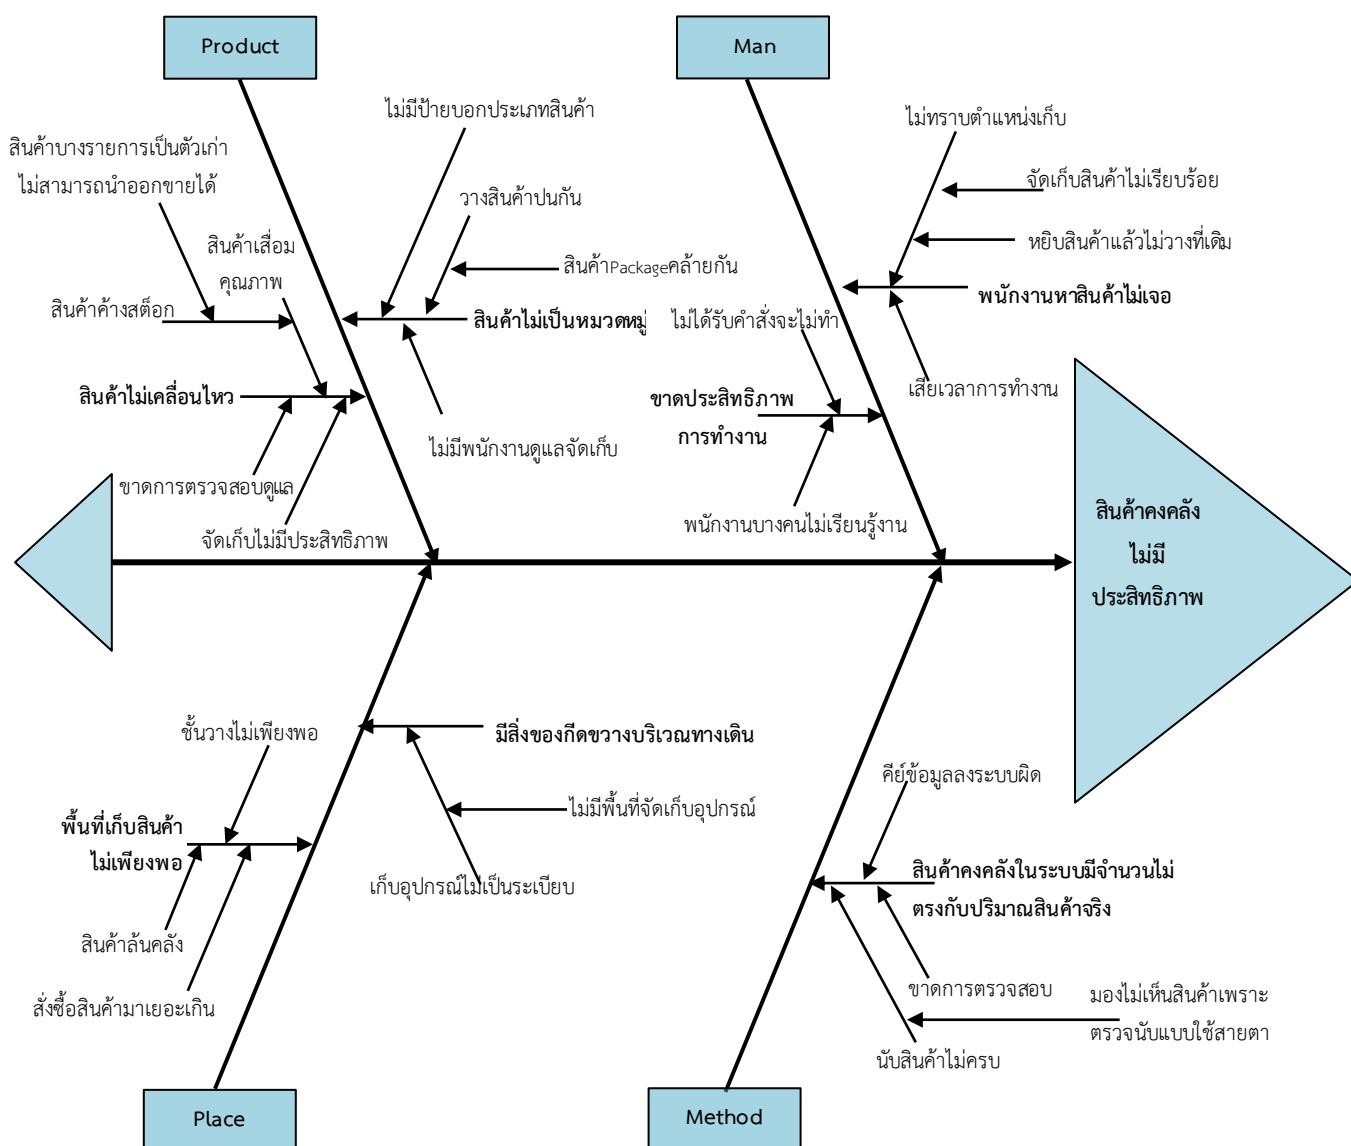 Product
Man
ไม่มีป้ายบอกประเภทสินค้า
ไม่ทราบตำแหน่งเก็บ
สินค้าบางรายการเป็นตัวเก่า
ไม่สามารถนำออกขายได้
วางสินค้าปนกัน
จัดเก็บสินค้าไม่เรียบร้อย
สินค้าเสื่อม
คุณภาพ
สินค้าPackageคล้ายกัน
หยิบสินค้าแล้วไม่วางที่เดิม
สินค้าค้างสต็อก
สินค้าไม่เป็นหมวดหมู่
ไม่ได้รับคำสั่งจะไม่ทำ
พนักงานหาสินค้าไม่เจอ
สินค้าไม่เคลื่อนไหว
ขาดประสิทธิภาพ
การทำงาน
เสียเวลาการทำงาน
ไม่มีพนักงานดูแลจัดเก็บ
ขาดการตรวจสอบดูแล
จัดเก็บไม่มีประสิทธิภาพ
พนักงานบางคนไม่เรียนรู้งาน
สินค้าคงคลัง
ไม่มี
ประสิทธิภาพ
ชั้นวางไม่เพียงพอ
มีสิ่งของกีดขวางบริเวณทางเดิน
คีย์ข้อมูลลงระบบผิด
ไม่มีพื้นที่จัดเก็บอุปกรณ์
พื้นที่เก็บสินค้า
ไม่เพียงพอ
เก็บอุปกรณ์ไม่เป็นระเบียบ
สินค้าคงคลังในระบบมีจำนวนไม่
ตรงกับปริมาณสินค้าจริง
สินค้าล้นคลัง
สั่งซื้อสินค้ามาเยอะเกิน
ขาดการตรวจสอบ
มองไม่เห็นสินค้าเพราะ
ตรวจนับแบบใช้สายตา
นับสินค้าไม่ครบ
Place
Method